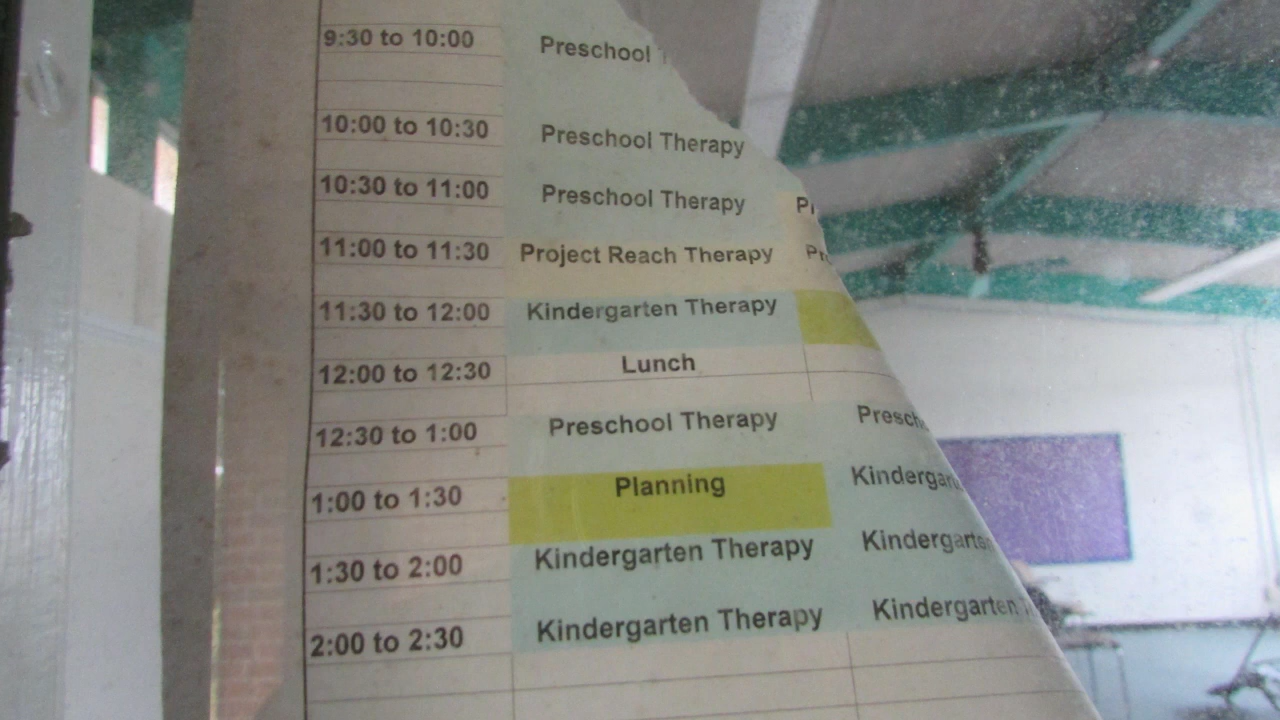 9:30 to 10:00 Preschool
10:00 to 10:30 Preschool Therapy
10:30 to 11:00 Preschool Therapy
11:00 to 11:30 Project Reach Therapy
11:30 to 12:00 Kindergarten Therapy
12:00 to 12:30 Lunch
12:30 to 1:00 Preschool Therapy
1:00 to 1:30 Planning
1:30 to 2:00 Kindergarten Therapy
2:00 to 2:30 Kindergarten Therapy Kindergarten